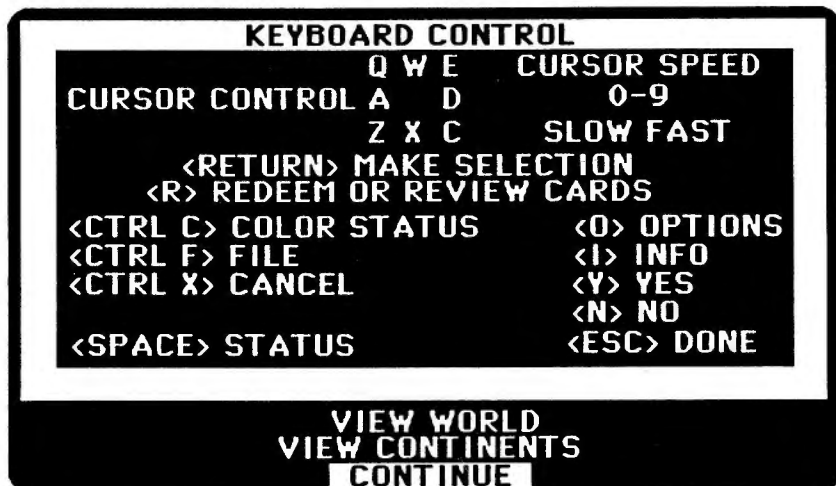 KEYBOARD CONTROL
Q W E CURSOR SPEED
CURSOR CONTROL A D 0-9
Z X C SLOW FAST
<RETURN> MAKE SELECTION
<R> REDEEM OR REVIEW CARDS
<CTRL C> COLOR STATUS <O> OPTIONS
<CTRL F> FILE <I> INFO
<CTRL X> CANCEL <Y> YES
<N> NO
<SPACE> STATUS <ESC> DONE
VIEW WORLD
VIEW CONTINENTS
CONTINUE